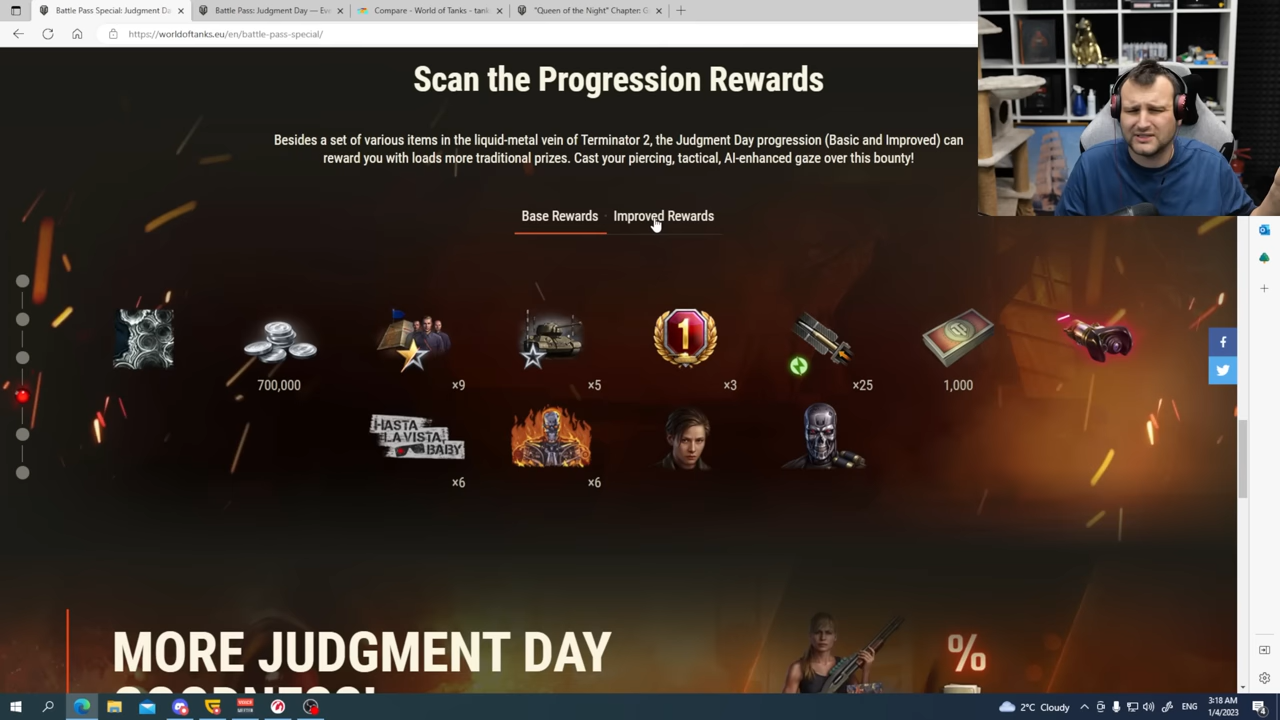 Battle Pass Special: Judgment Da
Battle Pass: Judgment Day — Eve
Compare - World of Tanks - tank
"Queen of the Night" Chapter: G
https://worldoftanks.eu/en/battle-pass-special/
Scan the Progression Rewards
Besides a set of various items in the liquid-metal vein of Terminator 2, the Judgment Day progression (Basic and Improved) can
reward you with loads more traditional prizes. Cast your piercing, tactical, AI-enhanced gaze over this bounty!
Base Rewards
Improved Rewards
1
700,000
×9
×5
×3
×25
1,000
HASTA
LA VISTA,
BABY
×6
×6
MORE JUDGMENT DAY
GOODNESS!
%
2°C Cloudy
ENG
3:18 AM
1/4/2023
4